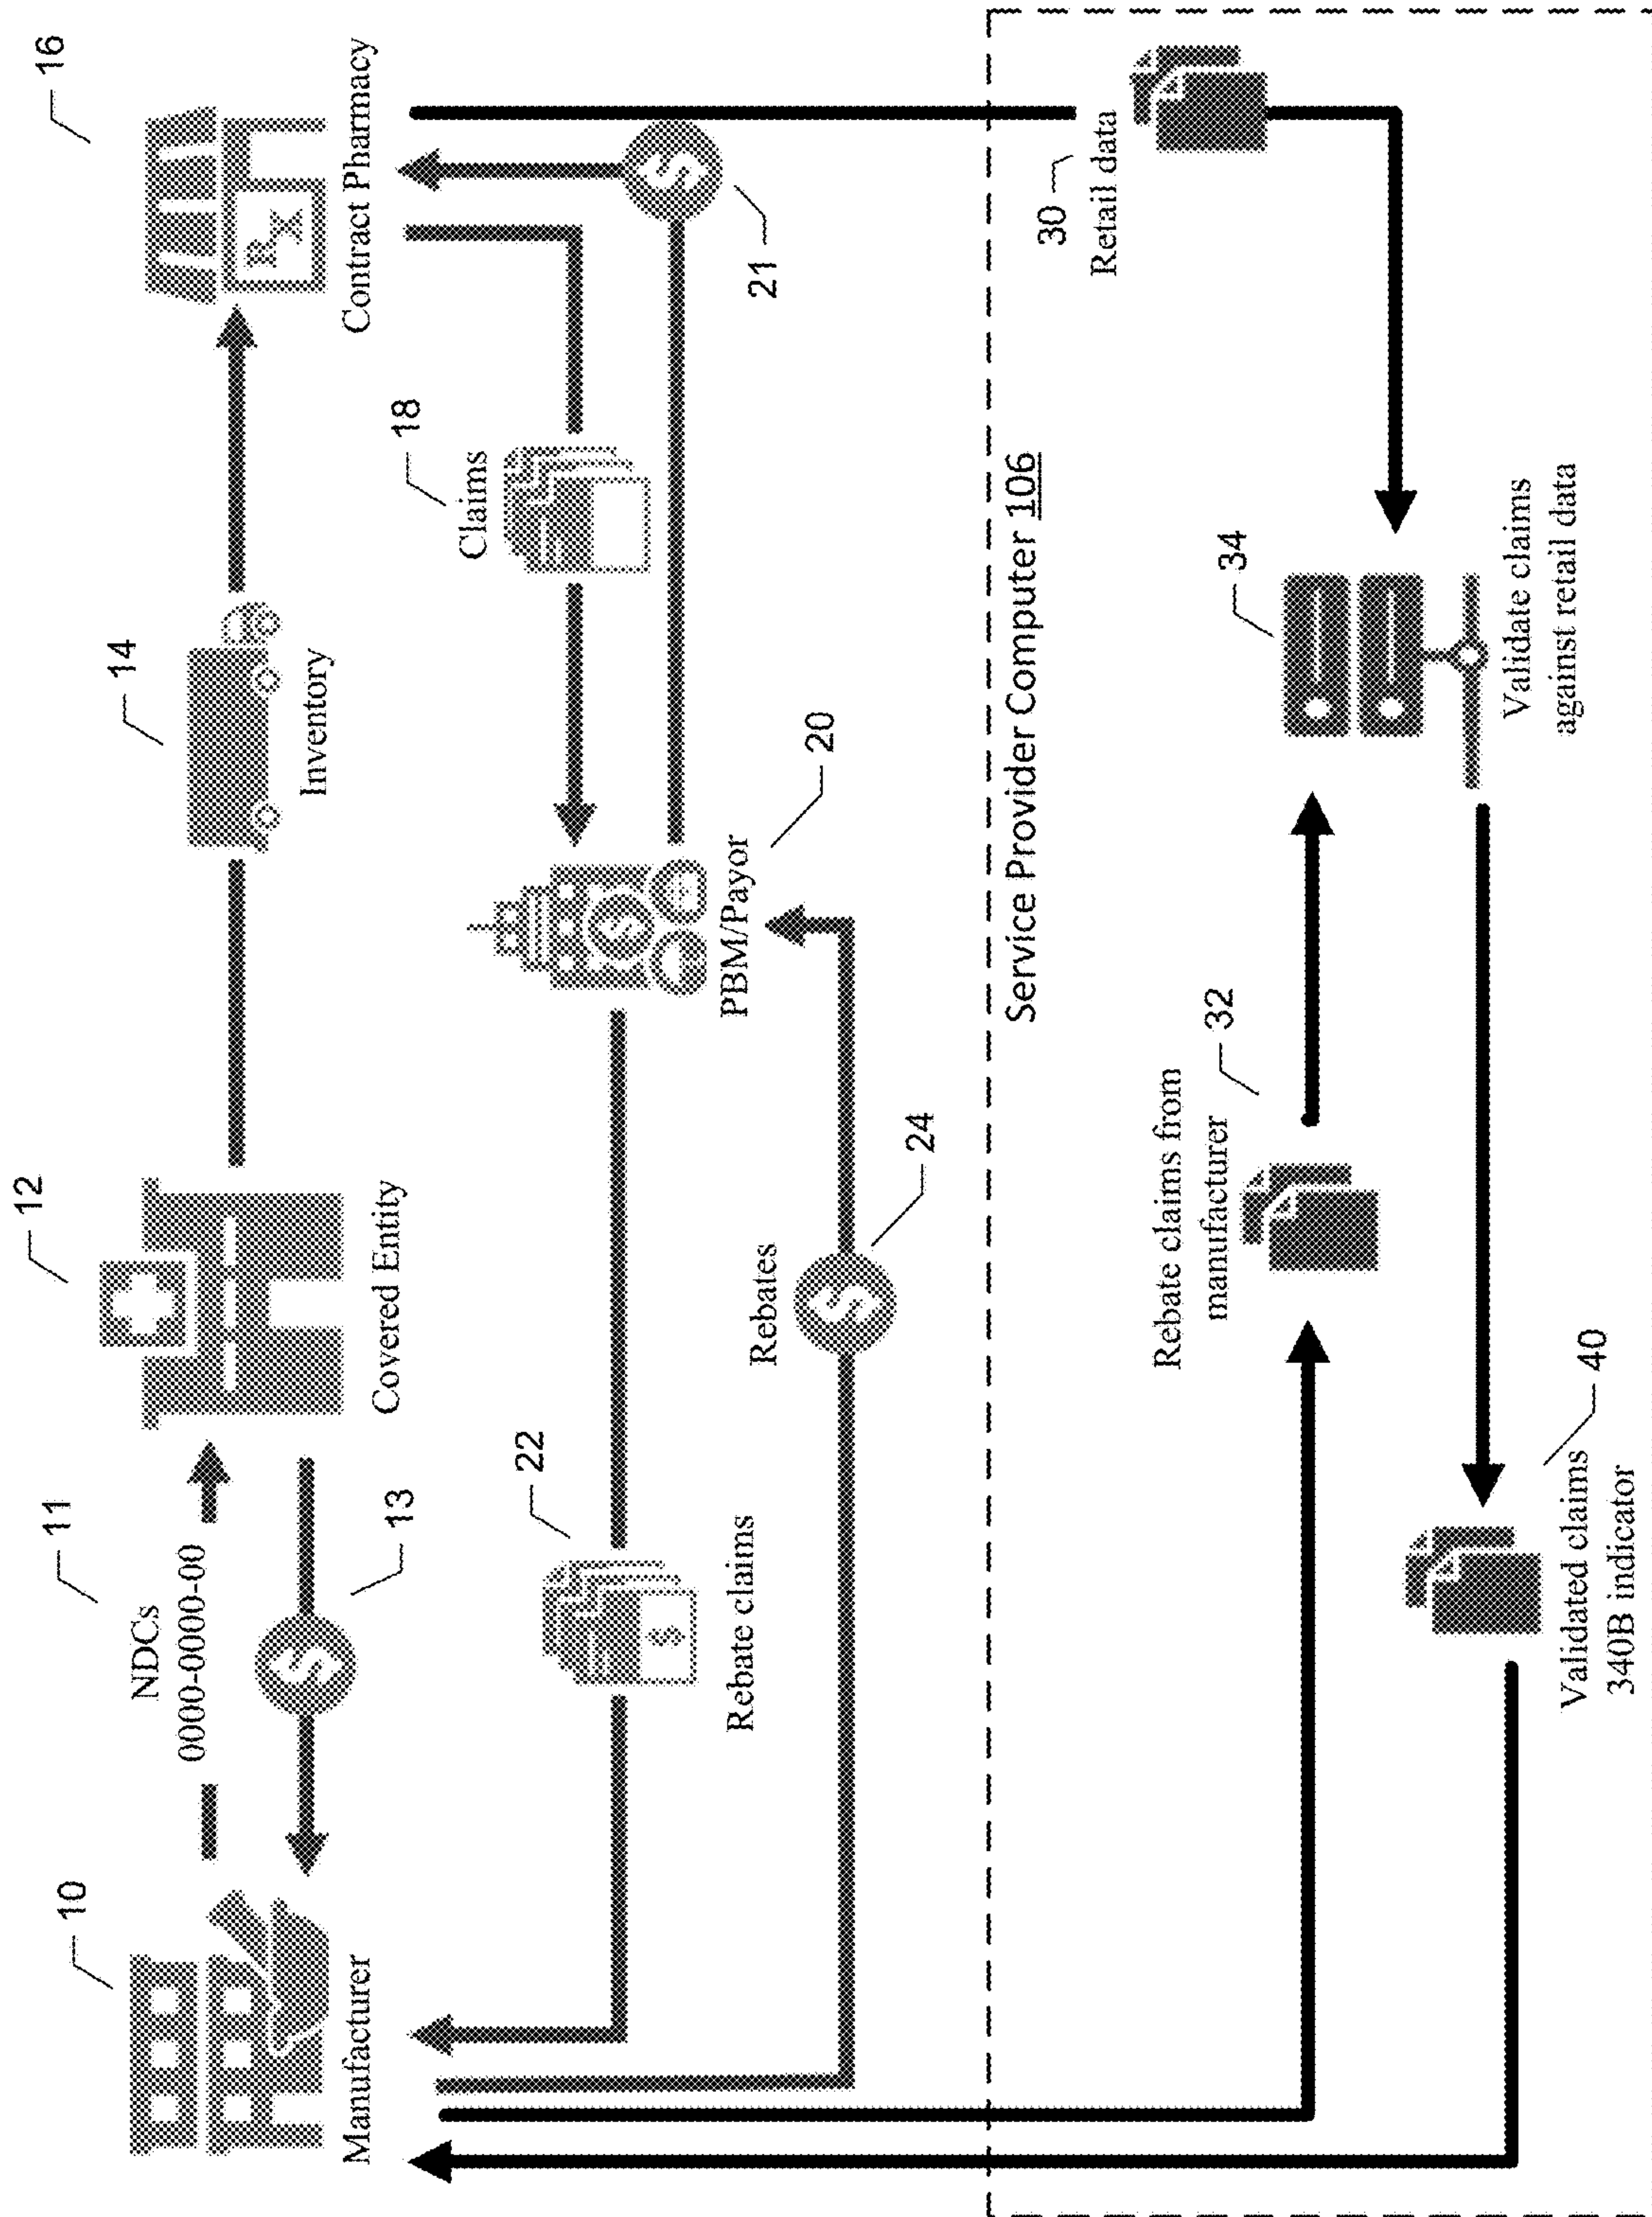 10
Manufacturer
11
NDCs
0000-0000-00
13
12
Covered Entity
14
Inventory
16
Rx
Contract Pharmacy
18
Claims
21
20
PBM/Payor
22
$
Rebate claims
Rebates
24
Service Provider Computer 106
30
Retail data
Rebate claims from
manufacturer
32
34
Validate claims
against retail data
40
Validated claims
340B indicator